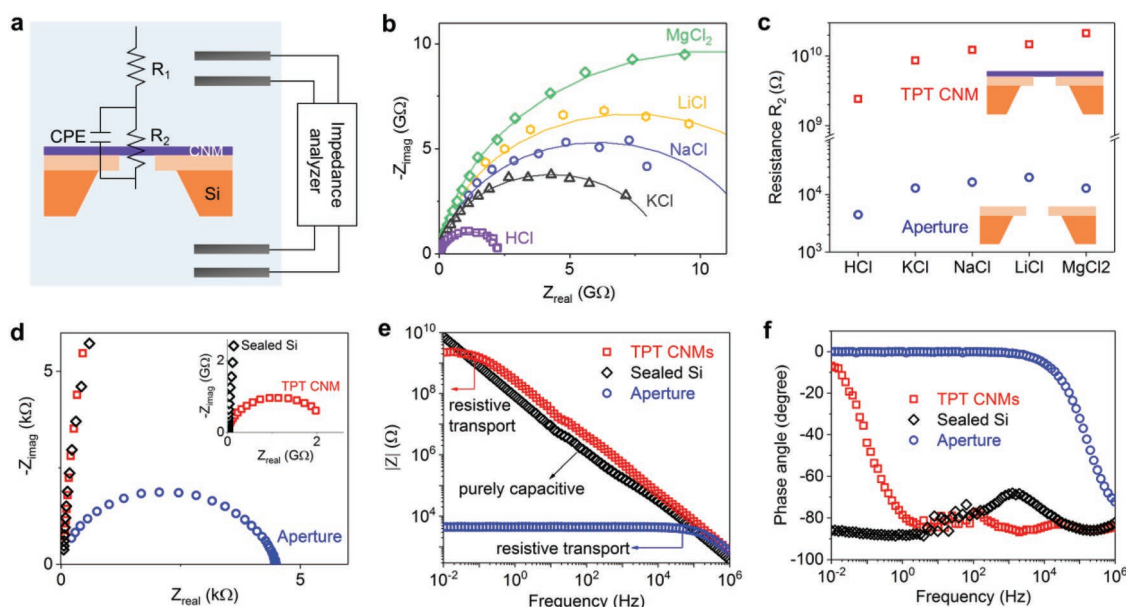 a
R1
CPE
R2
CNM
Si
Impedance
analyzer
b
-Zimag (GΩ)
10
5
0
MgCl2
LiCl
NaCl
KCl
HCl
0 5 10
Zreal (GΩ)
c
Resistance R2 (Ω)
10^10
10^9
10^4
10^3
TPT CNM
Aperture
HCl KCl NaCl LiCl MgCl2
d
-Zimag (kΩ)
5
0
-Zimag (GΩ)
2
0
Sealed Si
TPT CNM
0 2
Zreal (GΩ)
Aperture
0 5
Zreal (kΩ)
e
|Z| (Ω)
10^10
10^8
10^6
10^4
TPT CNMs
Sealed Si
Aperture
resistive
transport
purely capacitive
resistive transport
10^-2 10^0 10^2 10^4 10^6
Frequency (Hz)
f
Phase angle (degree)
0
-20
-40
-60
-80
-100
TPT CNMs
Sealed Si
Aperture
10^-2 10^0 10^2 10^4 10^6
Frequency (Hz)